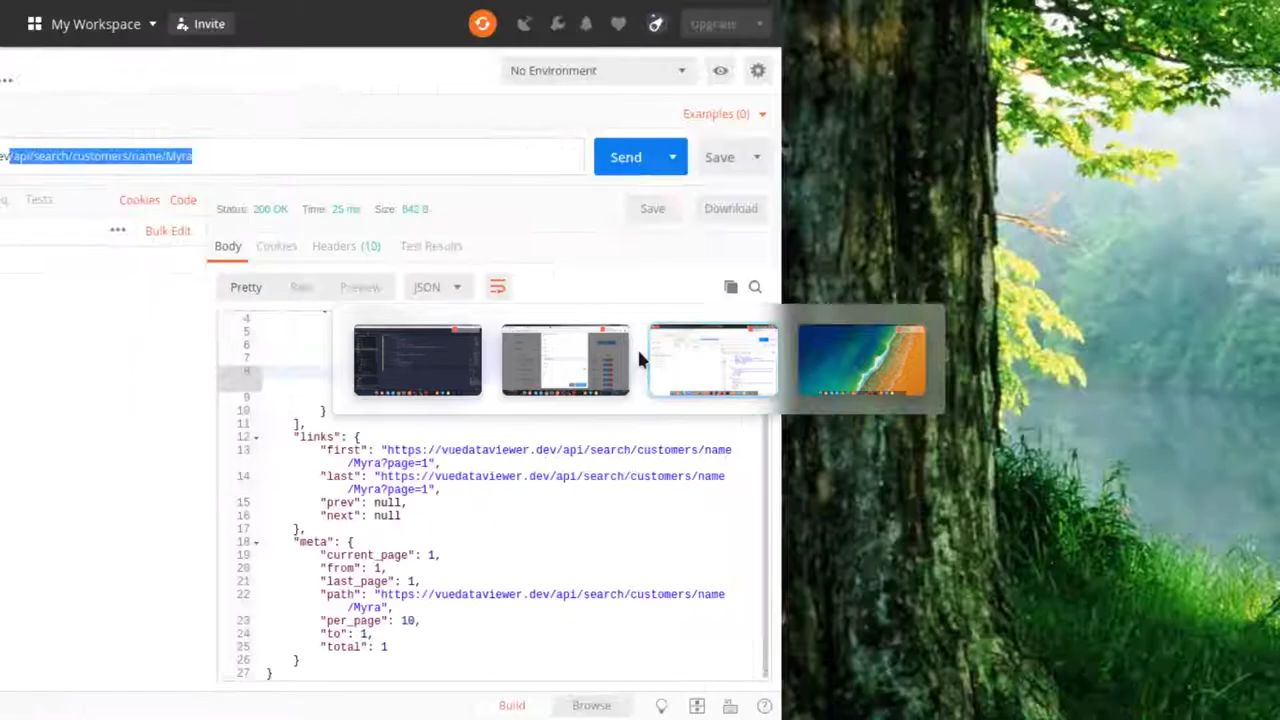 My Workspace
Invite
Upgrade
No Environment
Examples (0)
ev/api/search/customers/name/Myra
Send
Save
Tests
Cookies
Code
Status: 200 OK Time: 25 ms Size: 842 B
Save
Download
Bulk Edit
Body
Cookies
Headers (10)
Test Results
Pretty
Raw
Preview
JSON
4
5
6
7
8
9
10 }
11 ],
12 "links": {
13 "first": "https://vuedataviewer.dev/api/search/customers/name
/Myra?page=1",
14 "last": "https://vuedataviewer.dev/api/search/customers/name
/Myra?page=1",
15 "prev": null,
16 "next": null
17 },
18 "meta": {
19 "current_page": 1,
20 "from": 1,
21 "last_page": 1,
22 "path": "https://vuedataviewer.dev/api/search/customers/name
/Myra",
23 "per_page": 10,
24 "to": 1,
25 "total": 1
26 }
27 }
Build
Browse